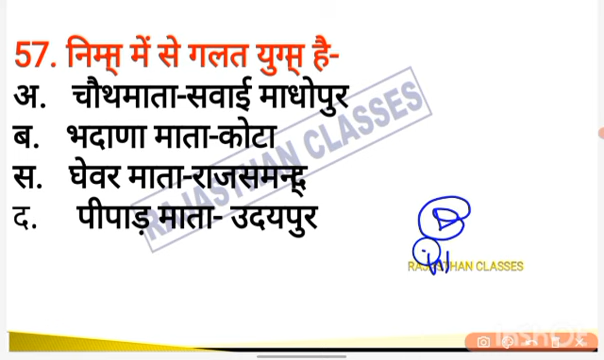 57. निम्न में से गलत युग्म है-
अ. चौथमाता-सवाई माधोपुर
ब. भदाणा माता-कोटा
स. घेवर माता-राजसमन्द
द. पीपाड़ माता- उदयपुर
RAJASTHAN CLASSES
RAJASTHAN CLASSES